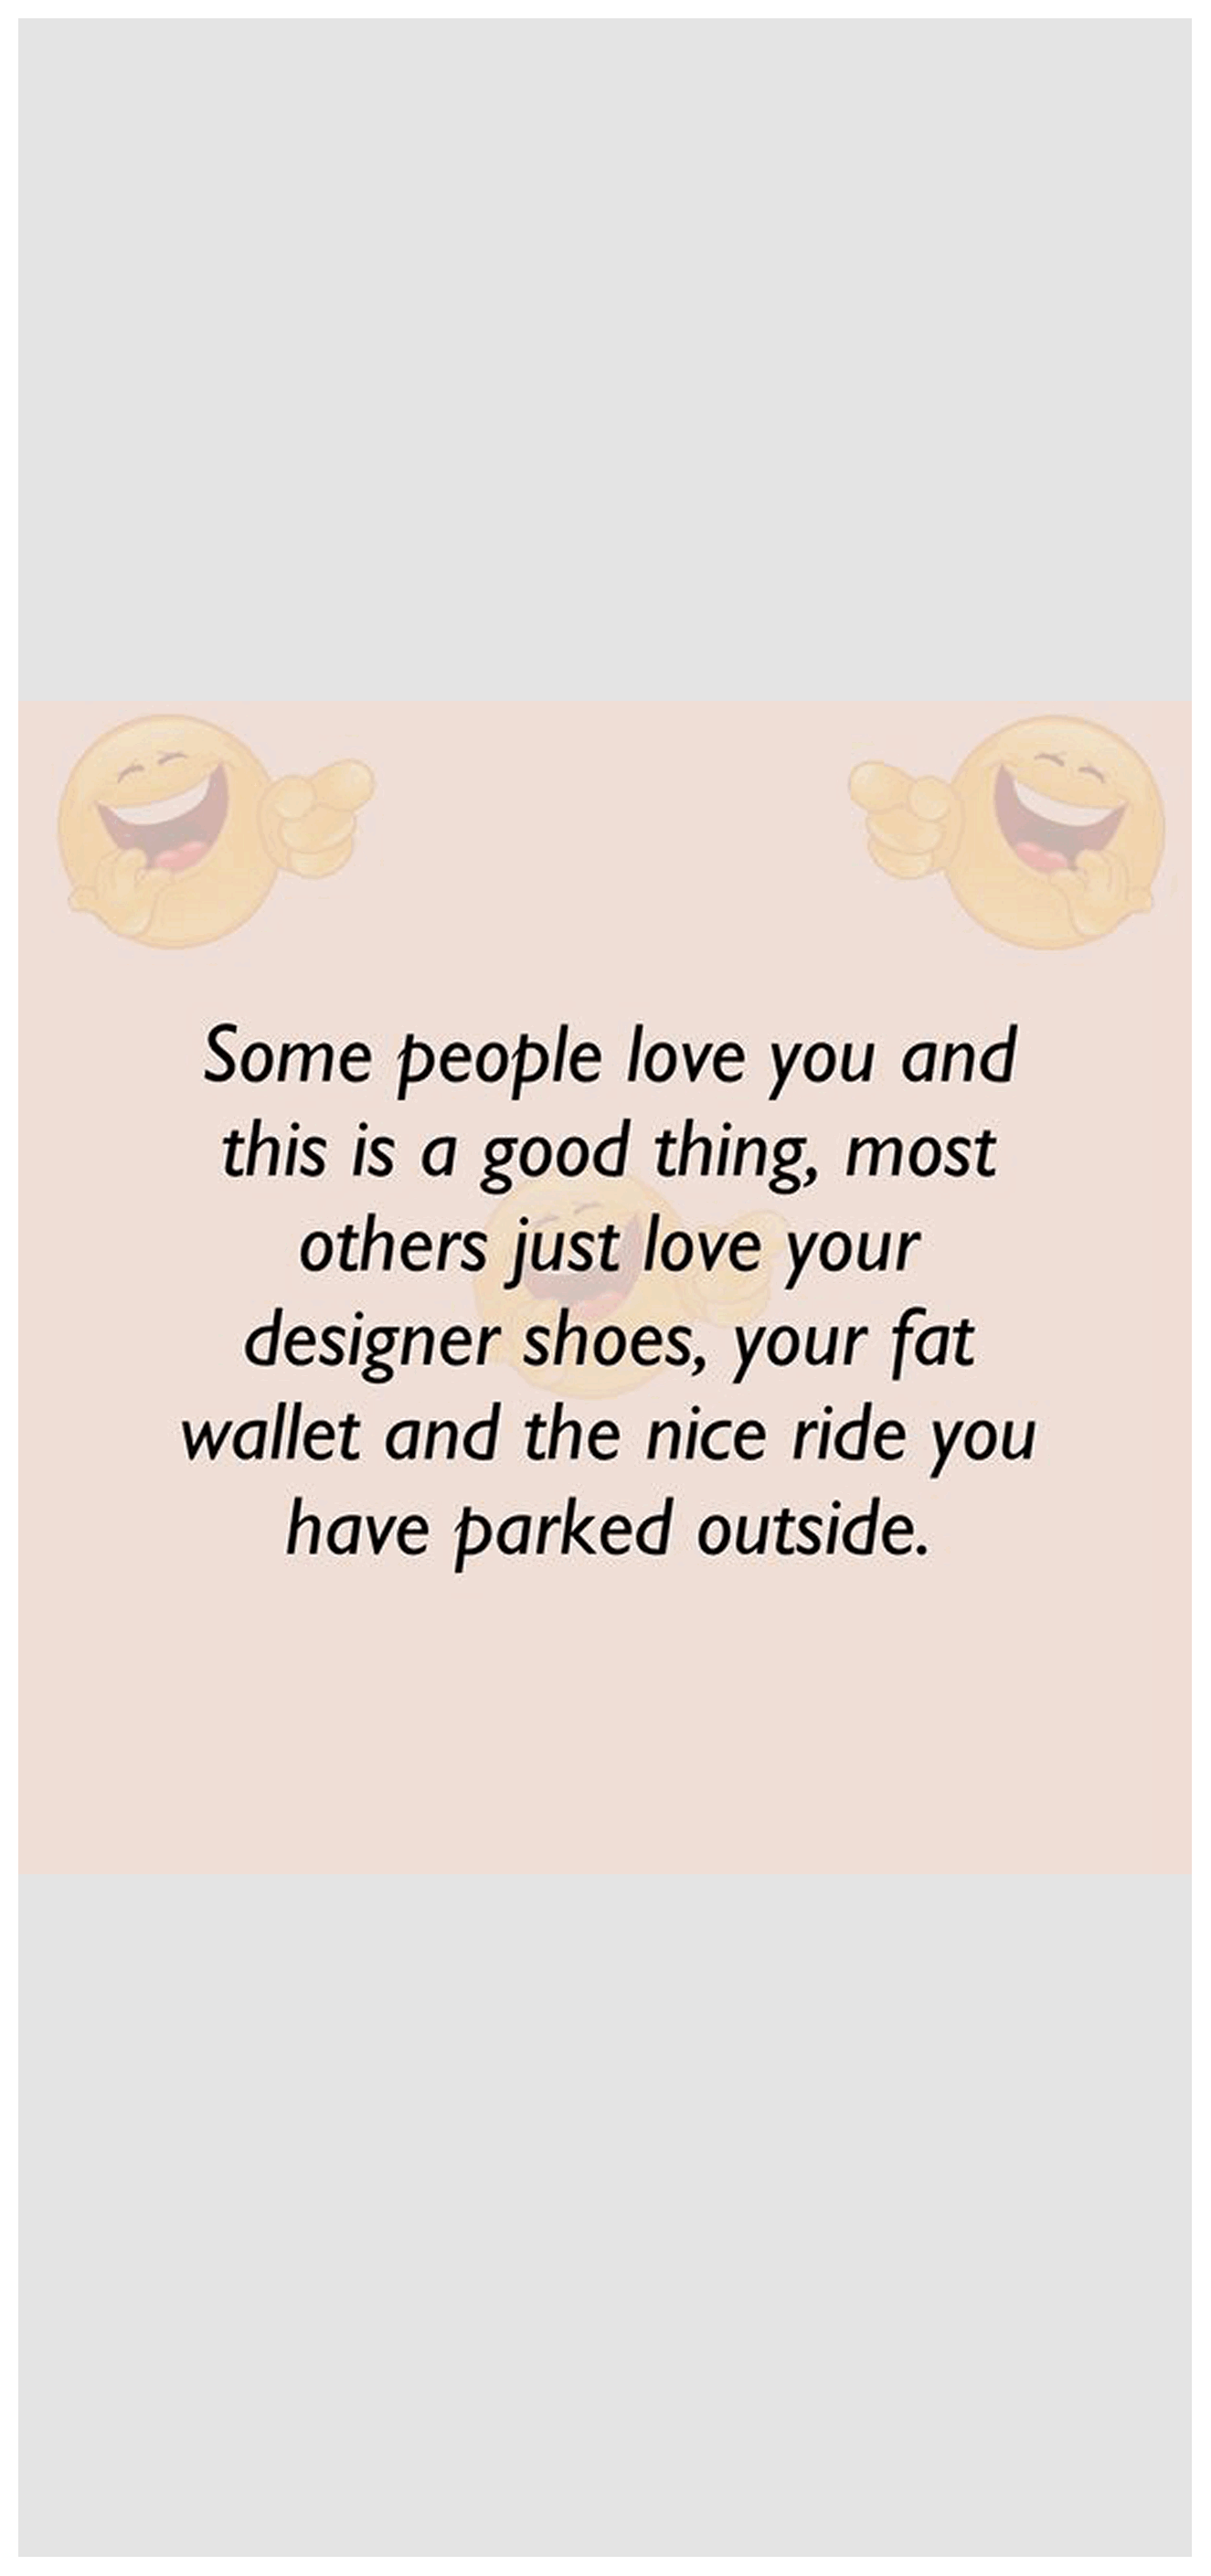 Some people love you and
this is a good thing, most
others just love your
designer shoes, your fat
wallet and the nice ride you
have parked outside.